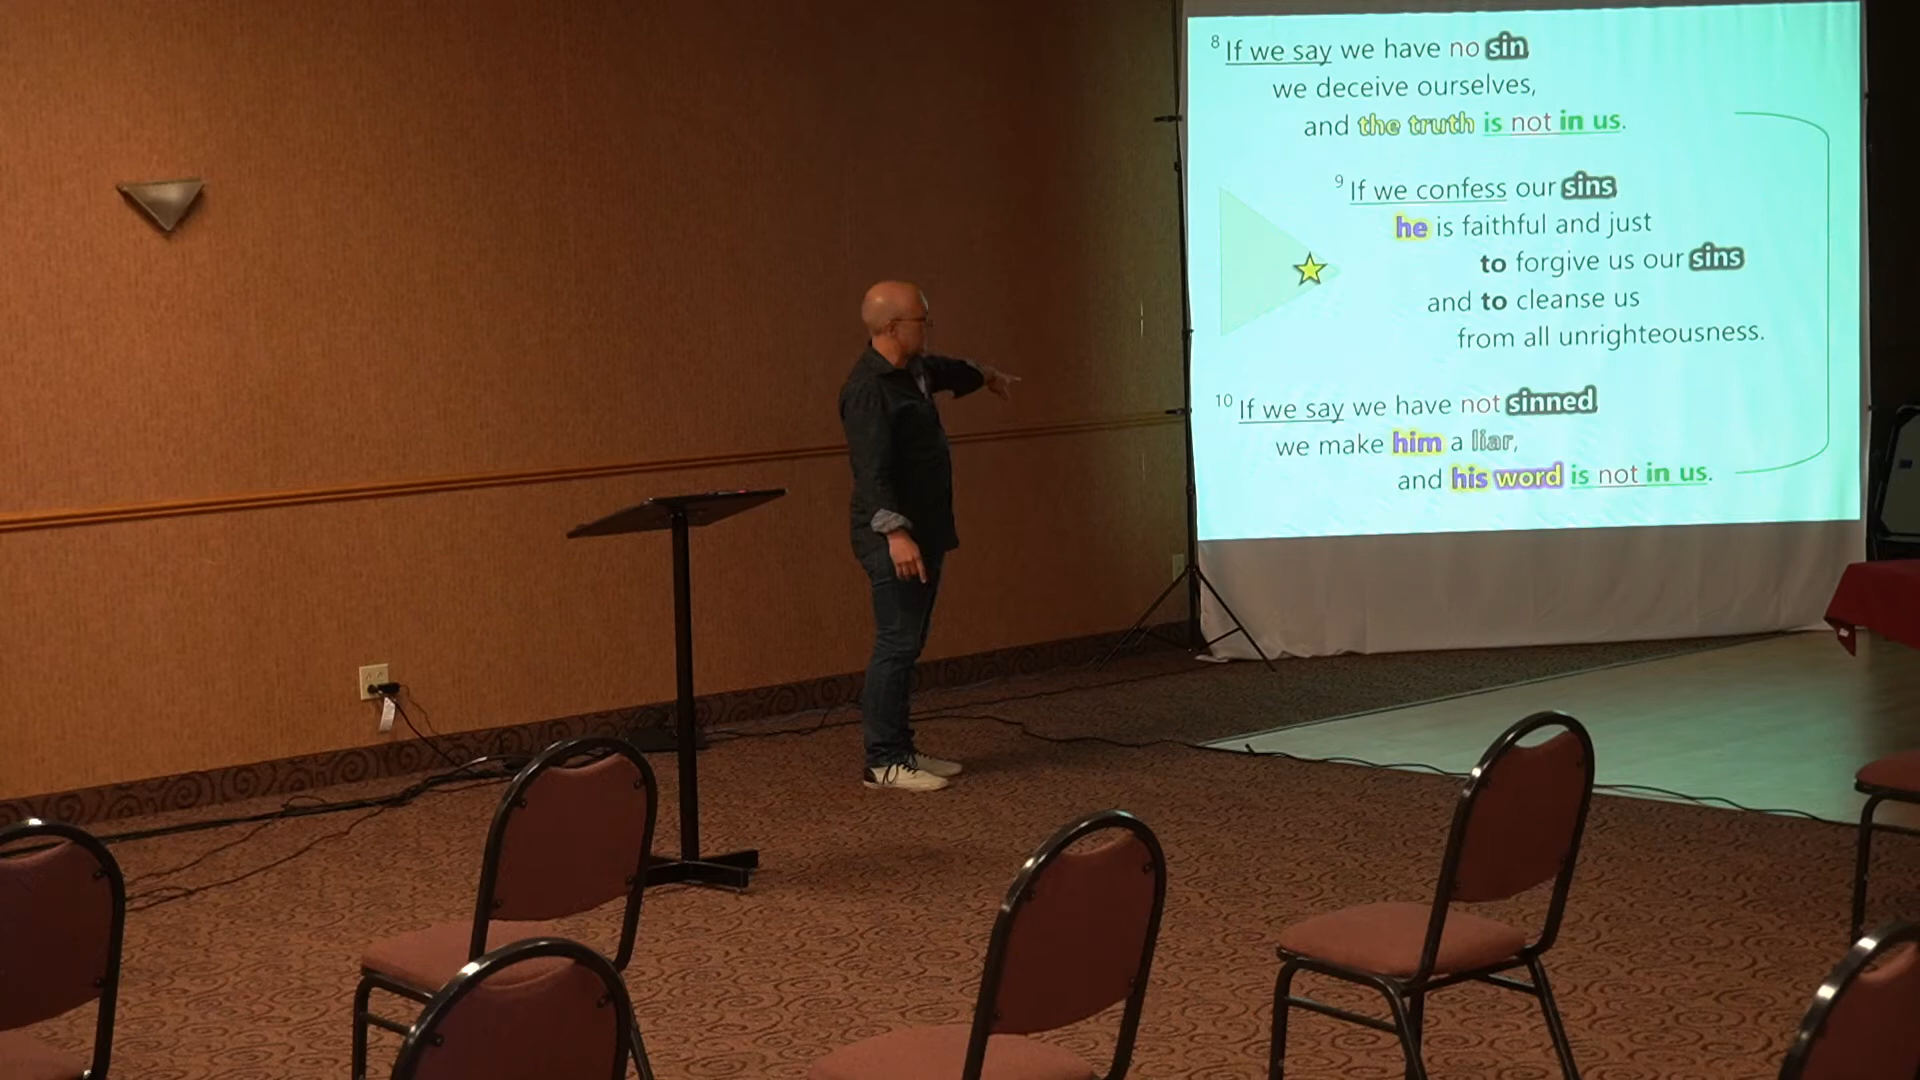 8 If we say we have no sin
we deceive ourselves,
and the truth is not in us.
9 If we confess our sins
he is faithful and just
to forgive us our sins
and to cleanse us
from all unrighteousness.
10 If we say we have not sinned
we make him a liar,
and his word is not in us.